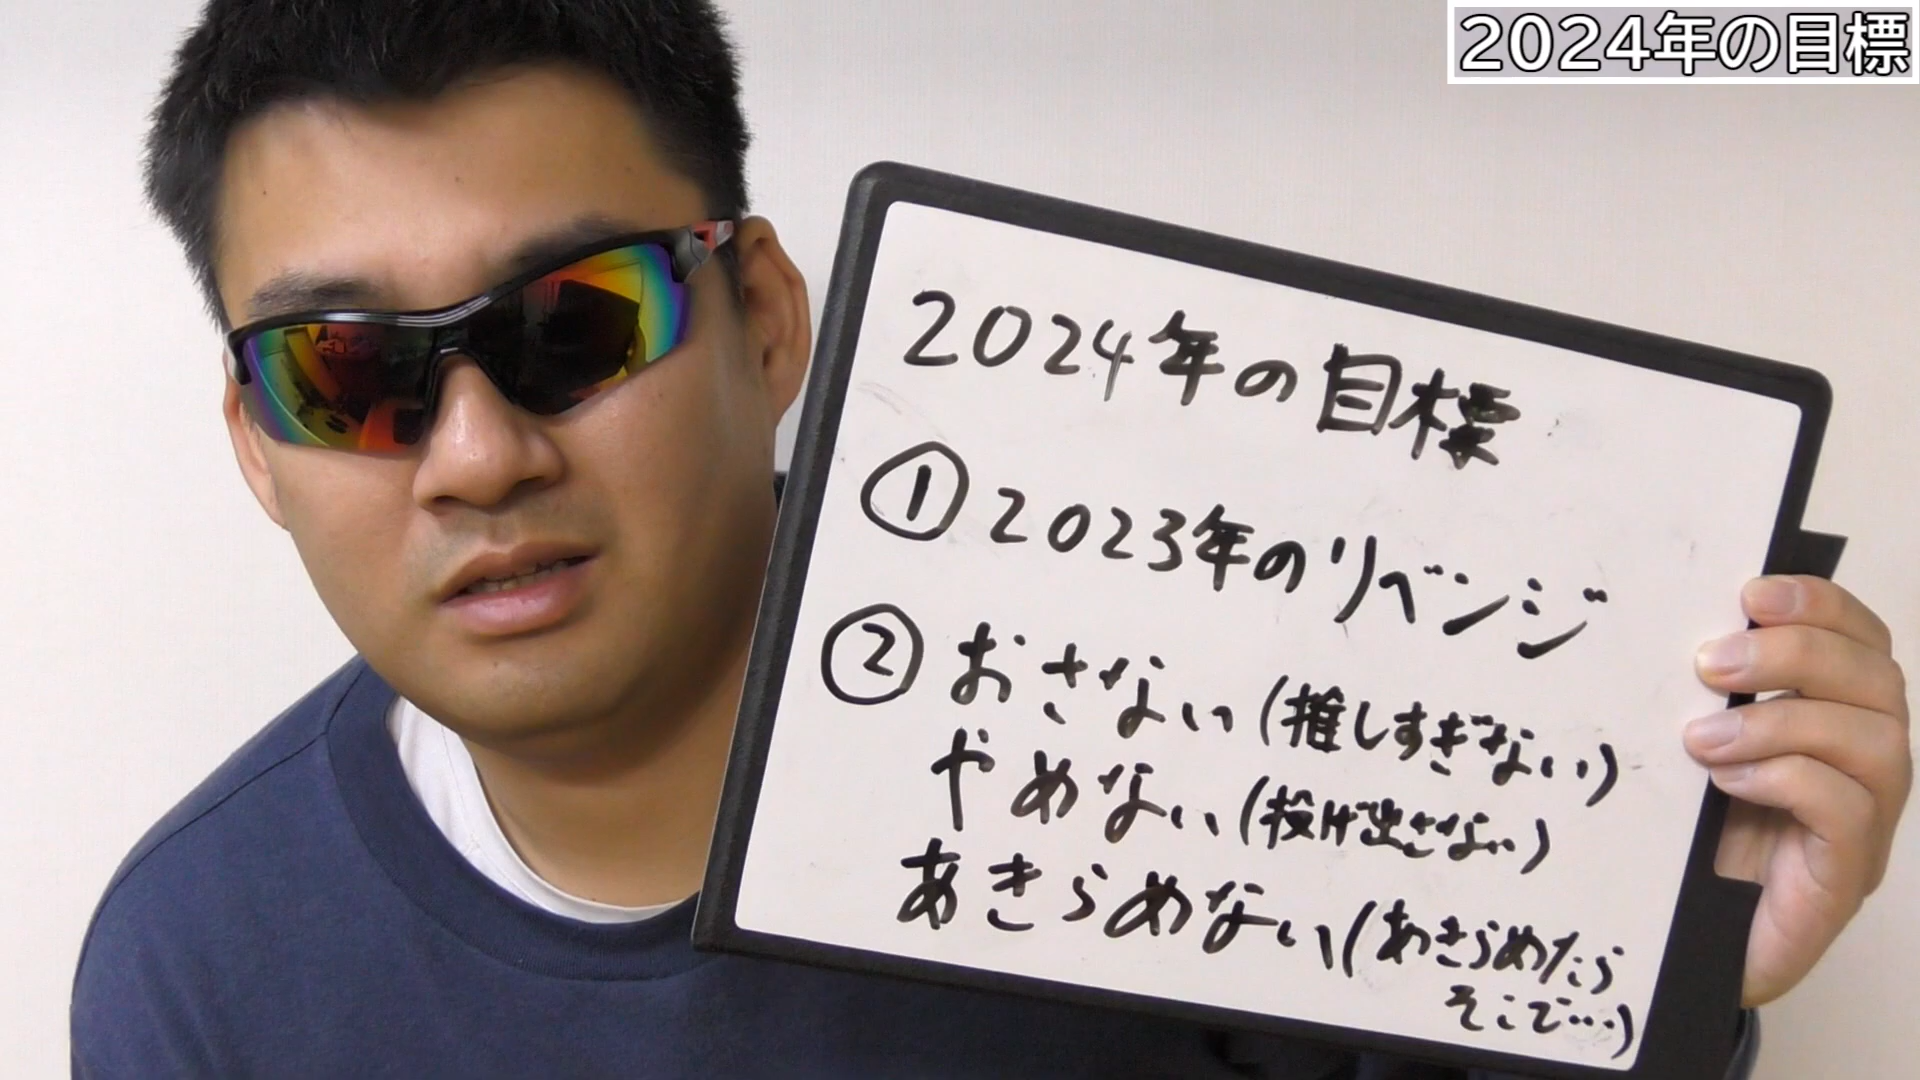 2024年の目標
2024年の目標
① 2023年のリベンジ
② おさない(推しすぎない)
やめない(投げ出さない)
あきらめない(あきらめたら
そこで…)